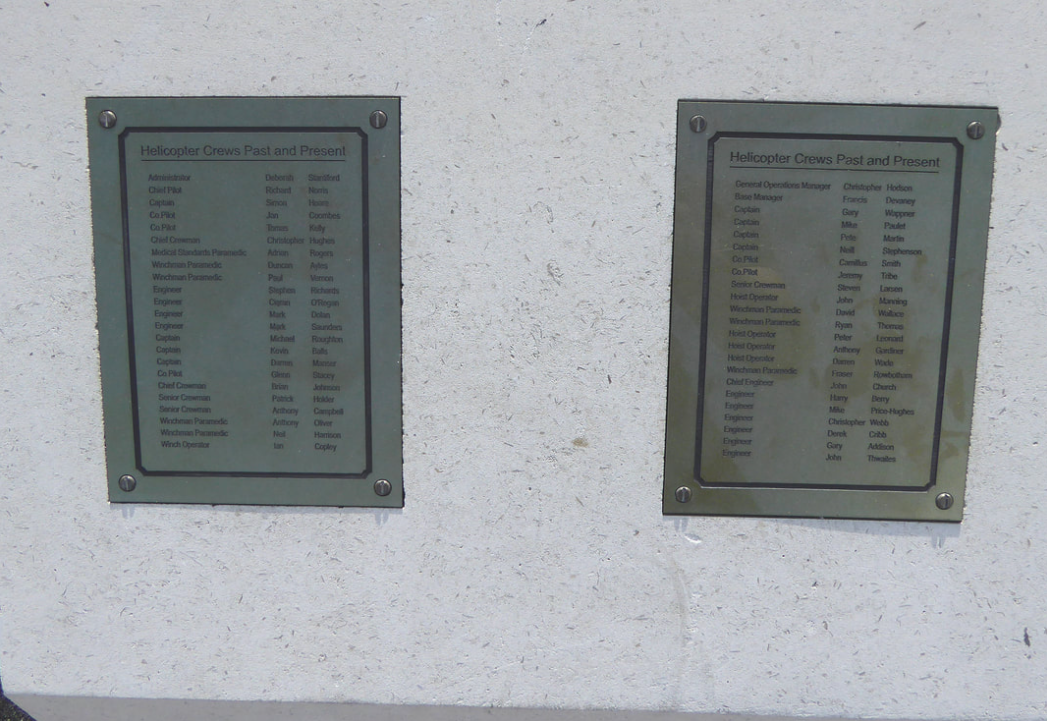 Helicopter Crews Past and Present
Administrator Deborah
Chief Pilot Richard Norris
Captain Simon
Co.Pilot Jan Coombes
Co.Pilot Kelly
Chief Crewman Christopher Hughes
Medical Standards Paramedic Adrian Rogers
Winchman Paramedic Duncan
Winchman Paramedic Paul Vernon
Engineer Stephen Richards
Engineer Ciaran O'Regan
Engineer Mark Dolan
Engineer Mark Saunders
Captain Michael Roughton
Captain Kevin Balls
Captain Darren
Co.Pilot Glenn Stacey
Chief Crewman Brian Johnson
Senior Crewman Patrick Holder
Senior Crewman Anthony Campbell
Winchman Paramedic Anthony Oliver
Winchman Paramedic Neil Harrison
Winch Operator Ian Copley
Helicopter Crews Past and Present
General Operations Manager Christopher Hodson
Base Manager Francis Devaney
Captain Gary Wappner
Captain Mike Paulet
Captain Pete Martin
Captain Neill Stephenson
Co.Pilot Camillus Smith
Co.Pilot Jeremy Tribe
Senior Crewman Steven Larsen
Hoist Operator John Manning
Winchman Paramedic David Wallace
Winchman Paramedic Ryan Thomas
Hoist Operator Peter Leonard
Hoist Operator Anthony Gardiner
Hoist Operator Darren Wade
Winchman Paramedic Fraser Rowbotham
Chief Engineer John Church
Engineer Harry Derry
Engineer Mike Price-Hughes
Engineer Christopher Webb
Engineer Derek Cribb
Engineer Gary Addison
Engineer John Thwaites